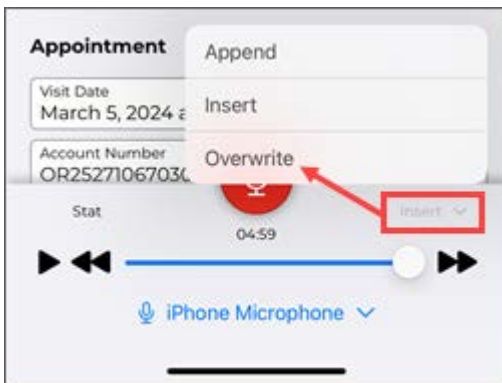 Appointment
Append
Visit Date
March 5, 2024 a
Insert
Account Number
OR25271067030
Overwrite
Stat
Insert
04:59
iPhone Microphone